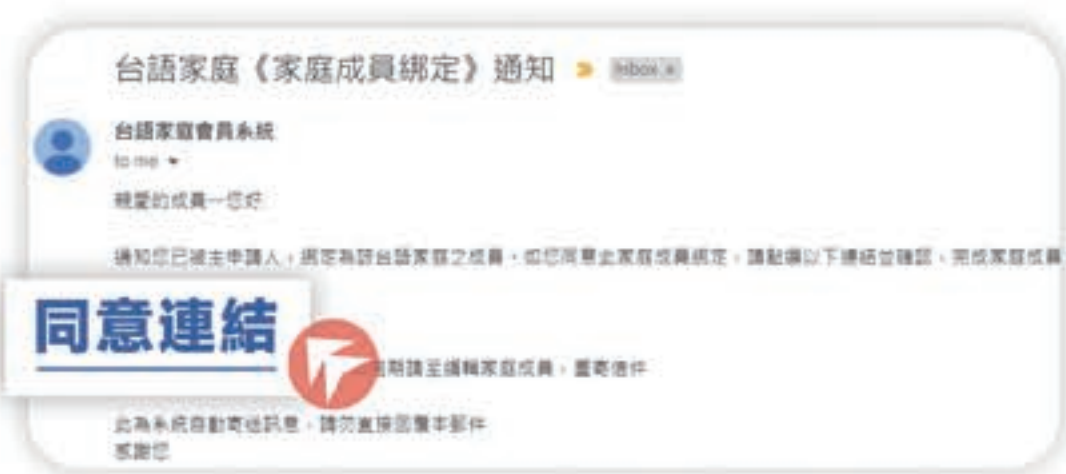 台語家庭《家庭成員綁定》通知
Inbox ×
台語家庭會員系統
to me
親愛的成員一您好
通知您已被主申請人，綁定為該台語家庭之成員，如您同意此家庭成員綁定，請點選以下連結並確認，完成家庭成員
同意連結
期請至編輯家庭成員，重寄信件
此為系統自動寄送訊息，請勿直接回覆本郵件
感謝您